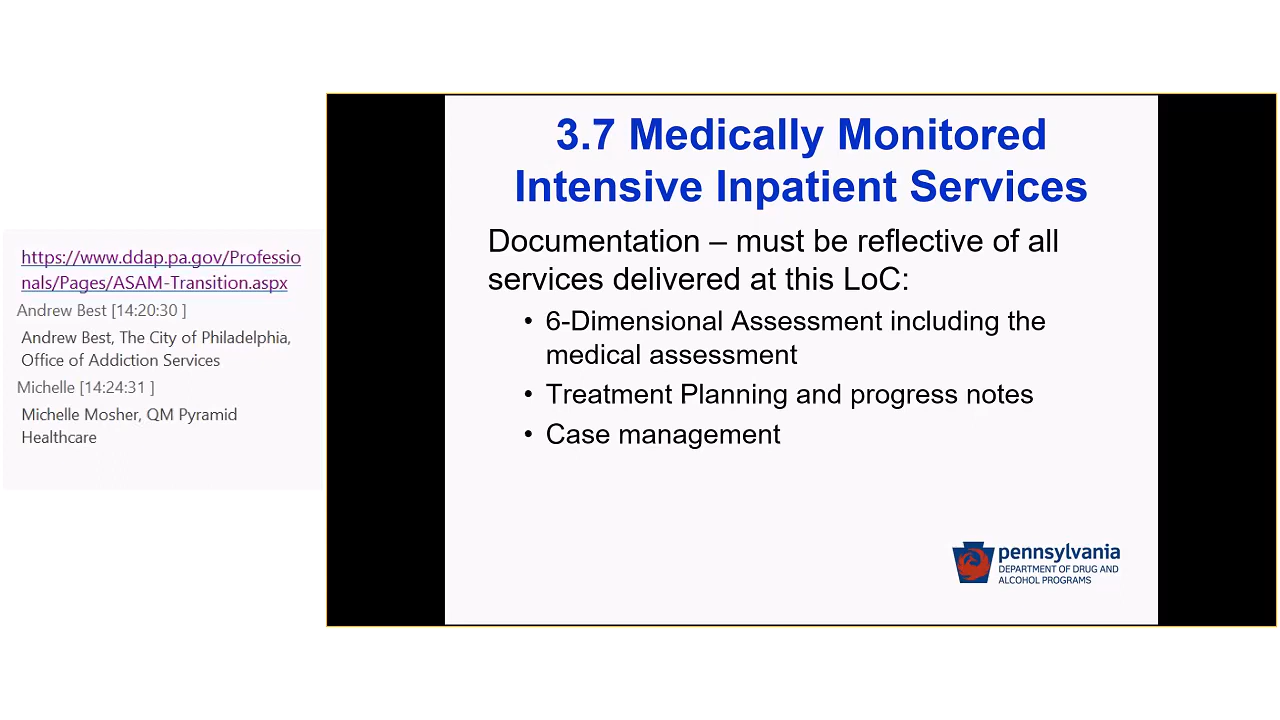 https://www.ddap.pa.gov/Professio
nals/Pages/ASAM-Transition.aspx
Andrew Best [14:20:30 ]
Andrew Best, The City of Philadelphia,
Office of Addiction Services
Michelle [14:24:31 ]
Michelle Mosher, QM Pyramid
Healthcare
3.7 Medically Monitored
Intensive Inpatient Services
Documentation – must be reflective of all
services delivered at this LoC:
• 6-Dimensional Assessment including the
medical assessment
• Treatment Planning and progress notes
• Case management
pennsylvania
DEPARTMENT OF DRUG AND
ALCOHOL PROGRAMS